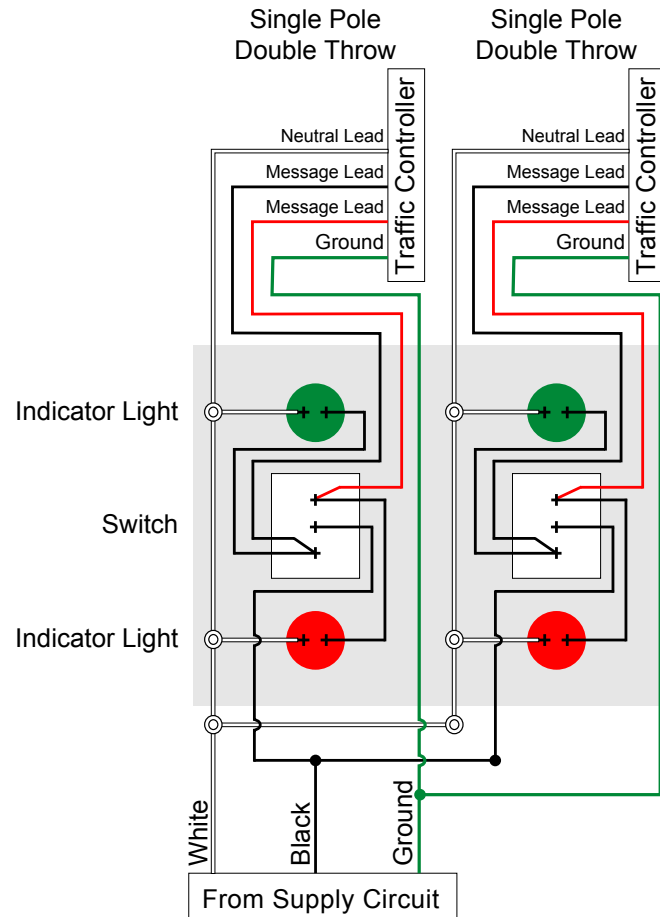 Single Pole
Double Throw
Single Pole
Double Throw
Neutral Lead
Message Lead
Message Lead
Ground
Traffic Controller
Neutral Lead
Message Lead
Message Lead
Ground
Traffic Controller
Indicator Light
Switch
Indicator Light
White
Black
Ground
From Supply Circuit